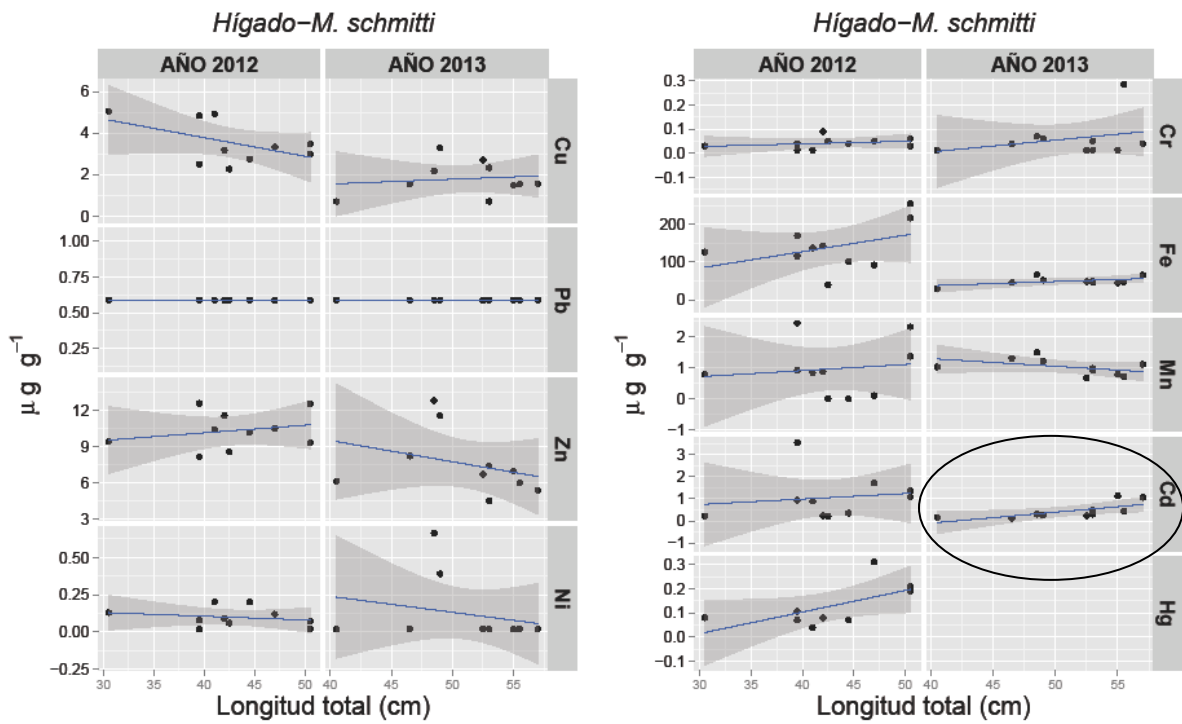 Hígado−M. schmitti
AÑO 2012 AÑO 2013
6
4
2
0
Cu
1.00
0.75
0.50
0.25
Pb
12
9
6
3
Zn
0.50
0.25
0.00
−0.25
Ni
μ g g⁻¹
30 35 40 45 50 40 45 50 55
Longitud total (cm)
Hígado−M. schmitti
AÑO 2012 AÑO 2013
0.3
0.2
0.1
0.0
−0.1
Cr
200
100
0
Fe
2
1
0
−1
Mn
3
2
1
0
−1
Cd
0.3
0.2
0.1
0.0
−0.1
Hg
μ g g⁻¹
30 35 40 45 50 40 45 50 55
Longitud total (cm)